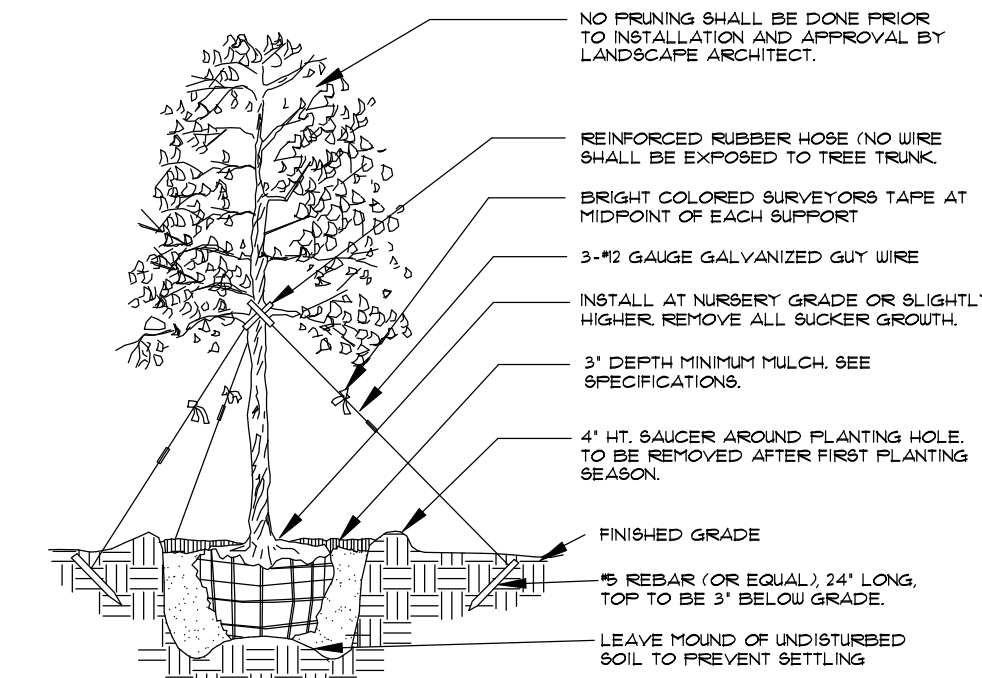 NO PRUNING SHALL BE DONE PRIOR
TO INSTALLATION AND APPROVAL BY
LANDSCAPE ARCHITECT.
REINFORCED RUBBER HOSE (NO WIRE
SHALL BE EXPOSED TO TREE TRUNK.
BRIGHT COLORED SURVEYORS TAPE AT
MIDPOINT OF EACH SUPPORT
3-#12 GAUGE GALVANIZED GUY WIRE
INSTALL AT NURSERY GRADE OR SLIGHTL
HIGHER. REMOVE ALL SUCKER GROWTH.
3" DEPTH MINIMUM MULCH. SEE
SPECIFICATIONS.
4" HT. SAUCER AROUND PLANTING HOLE.
TO BE REMOVED AFTER FIRST PLANTING
SEASON.
FINISHED GRADE
#5 REBAR (OR EQUAL), 24" LONG,
TOP TO BE 3" BELOW GRADE.
LEAVE MOUND OF UNDISTURBED
SOIL TO PREVENT SETTLING